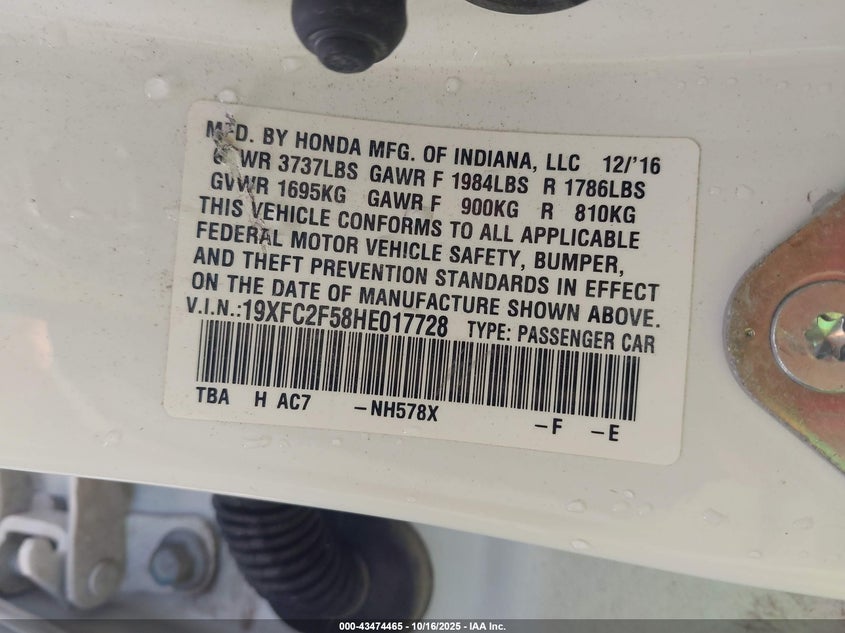 MFD. BY HONDA MFG. OF INDIANA, LLC 12/'16
GVWR 3737LBS GAWR F 1984LBS R 1786LBS
GVWR 1695KG GAWR F 900KG R 810KG
THIS VEHICLE CONFORMS TO ALL APPLICABLE
FEDERAL MOTOR VEHICLE SAFETY, BUMPER,
AND THEFT PREVENTION STANDARDS IN EFFECT
ON THE DATE OF MANUFACTURE SHOWN ABOVE.
V.I.N.:19XFC2F58HE017728 TYPE: PASSENGER CAR
TBA H AC7 -NH578X -F -E
000-43474465 - 10/16/2025 - IAA Inc.